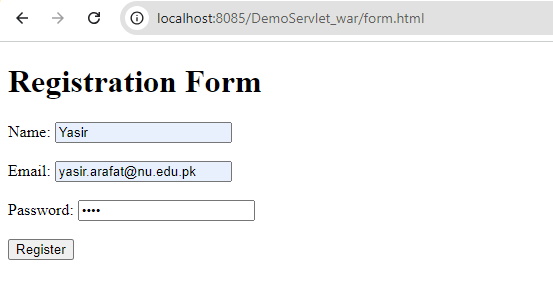 localhost:8085/DemoServlet_war/form.html
Registration Form
Name: Yasir
Email: yasir.arafat@nu.edu.pk
Password: ••••
Register